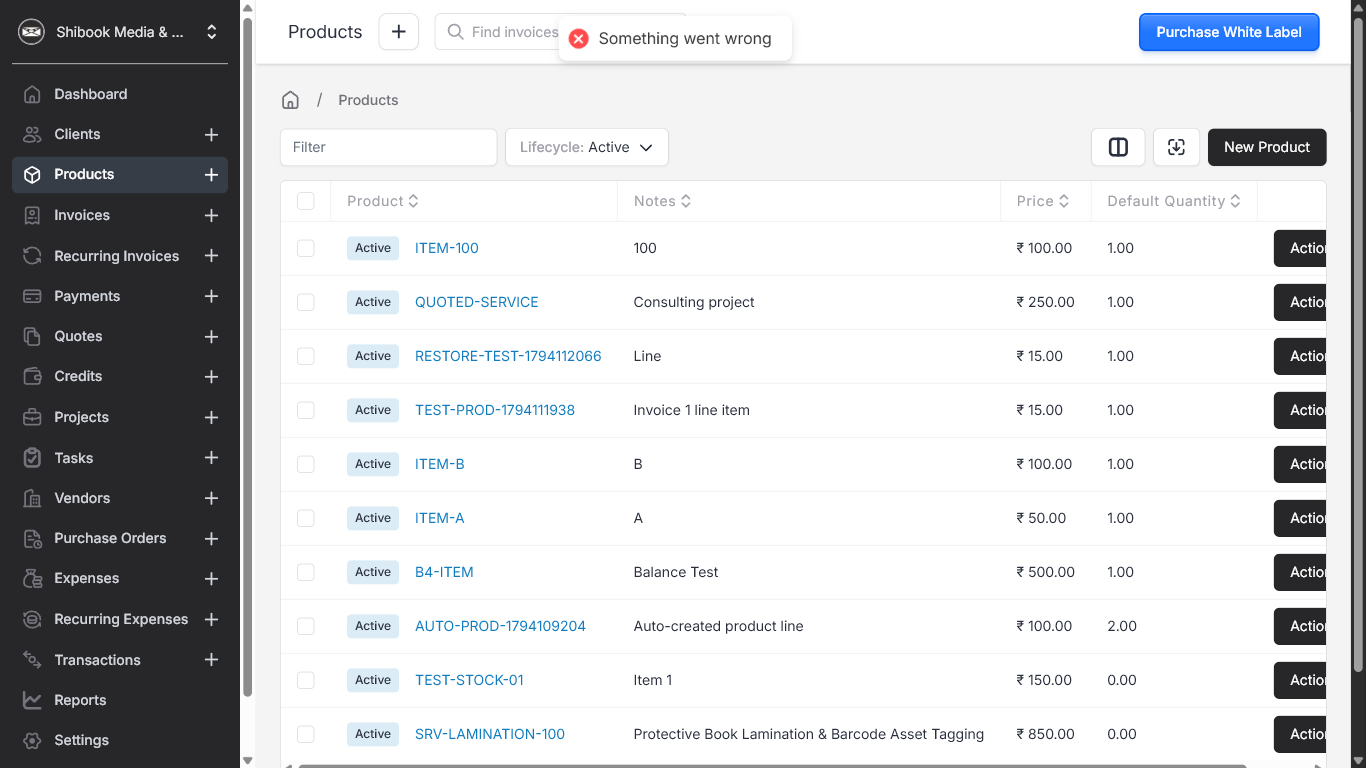 Shibook Media & ...
Products
Find invoices
Something went wrong
Purchase White Label
Dashboard
Clients
Products
Invoices
Recurring Invoices
Payments
Quotes
Credits
Projects
Tasks
Vendors
Purchase Orders
Expenses
Recurring Expenses
Transactions
Reports
Settings
/ Products
Filter
Lifecycle: Active
New Product
Product Notes Price Default Quantity
Active ITEM-100 100 ₹ 100.00 1.00 Action
Active QUOTED-SERVICE Consulting project ₹ 250.00 1.00 Action
Active RESTORE-TEST-1794112066 Line ₹ 15.00 1.00 Action
Active TEST-PROD-1794111938 Invoice 1 line item ₹ 15.00 1.00 Action
Active ITEM-B B ₹ 100.00 1.00 Action
Active ITEM-A A ₹ 50.00 1.00 Action
Active B4-ITEM Balance Test ₹ 500.00 1.00 Action
Active AUTO-PROD-1794109204 Auto-created product line ₹ 100.00 2.00 Action
Active TEST-STOCK-01 Item 1 ₹ 150.00 0.00 Action
Active SRV-LAMINATION-100 Protective Book Lamination & Barcode Asset Tagging ₹ 850.00 0.00 Action